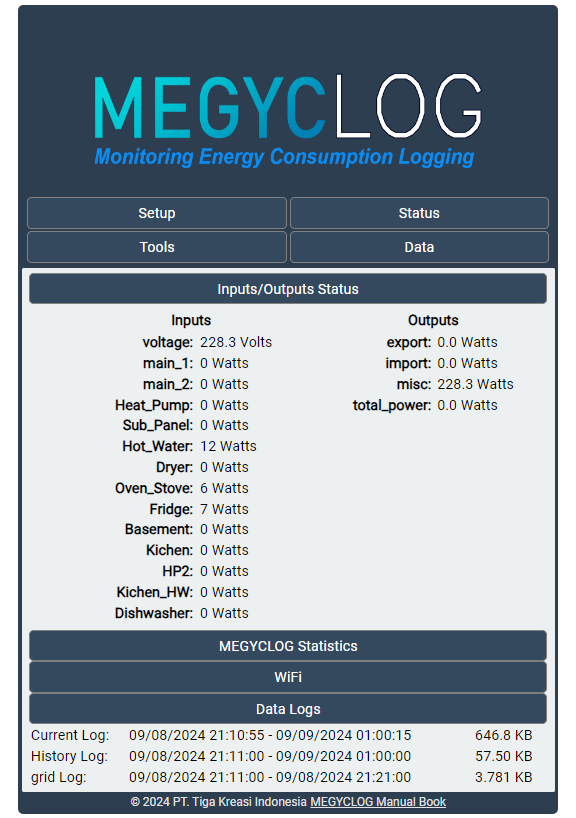 MEGYCLOG
Monitoring Energy Consumption Logging
Setup Status
Tools Data
Inputs/Outputs Status
Inputs Outputs
voltage: 228.3 Volts export: 0.0 Watts
main_1: 0 Watts import: 0.0 Watts
main_2: 0 Watts misc: 228.3 Watts
Heat_Pump: 0 Watts total_power: 0.0 Watts
Sub_Panel: 0 Watts
Hot_Water: 12 Watts
Dryer: 0 Watts
Oven_Stove: 6 Watts
Fridge: 7 Watts
Basement: 0 Watts
Kichen: 0 Watts
HP2: 0 Watts
Kichen_HW: 0 Watts
Dishwasher: 0 Watts
MEGYCLOG Statistics
WiFi
Data Logs
Current Log: 09/08/2024 21:10:55 - 09/09/2024 01:00:15 646.8 KB
History Log: 09/08/2024 21:11:00 - 09/09/2024 01:00:00 57.50 KB
grid Log: 09/08/2024 21:11:00 - 09/08/2024 21:21:00 3.781 KB
© 2024 PT. Tiga Kreasi Indonesia MEGYCLOG Manual Book